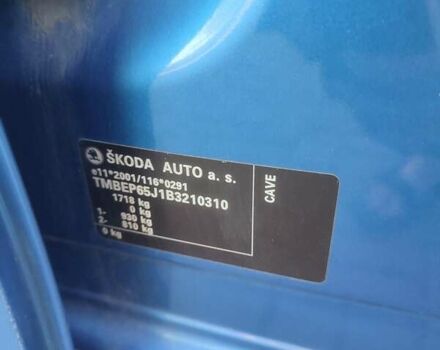 ŠKODA AUTO a. s.
e11*2001/116*0291
TMBEP65J1B3210310
1718 kg
0 kg
1- 930 kg
2- 810 kg
0 kg
CAVE